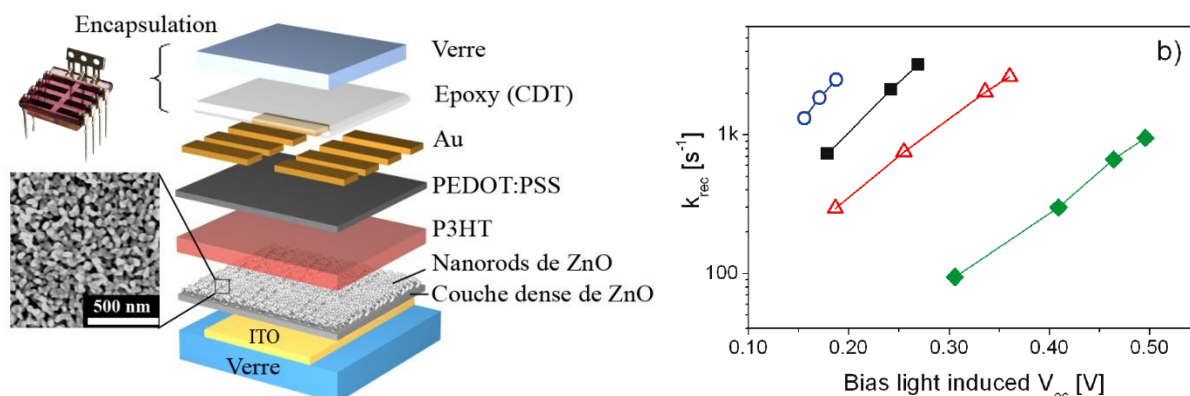 Encapsulation
Verre
Epoxy (CDT)
Au
PEDOT:PSS
P3HT
Nanorods de ZnO
Couche dense de ZnO
ITO
Verre
500 nm
b)
1k
100
k_rec [s⁻¹]
0.10 0.20 0.30 0.40 0.50
Bias light induced V [V]